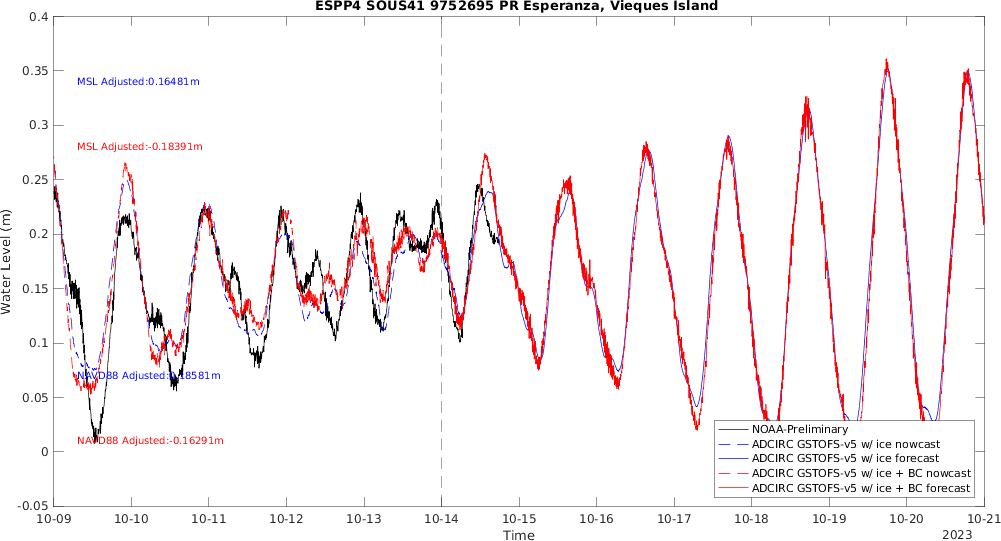 ESPP4 SOUS41 9752695 PR Esperanza, Vieques Island
0.4
0.35
0.3
0.25
0.2
0.15
0.1
0.05
0
-0.05
Water Level (m)
MSL Adjusted:0.16481m
MSL Adjusted:-0.18391m
NAVD88 Adjusted:0.18581m
NAVD88 Adjusted:-0.16291m
NOAA-Preliminary
ADCIRC GSTOFS-v5 w/ ice nowcast
ADCIRC GSTOFS-v5 w/ ice forecast
ADCIRC GSTOFS-v5 w/ ice + BC nowcast
ADCIRC GSTOFS-v5 w/ ice + BC forecast
10-09 10-10 10-11 10-12 10-13 10-14 10-15 10-16 10-17 10-18 10-19 10-20 10-21
Time
2023